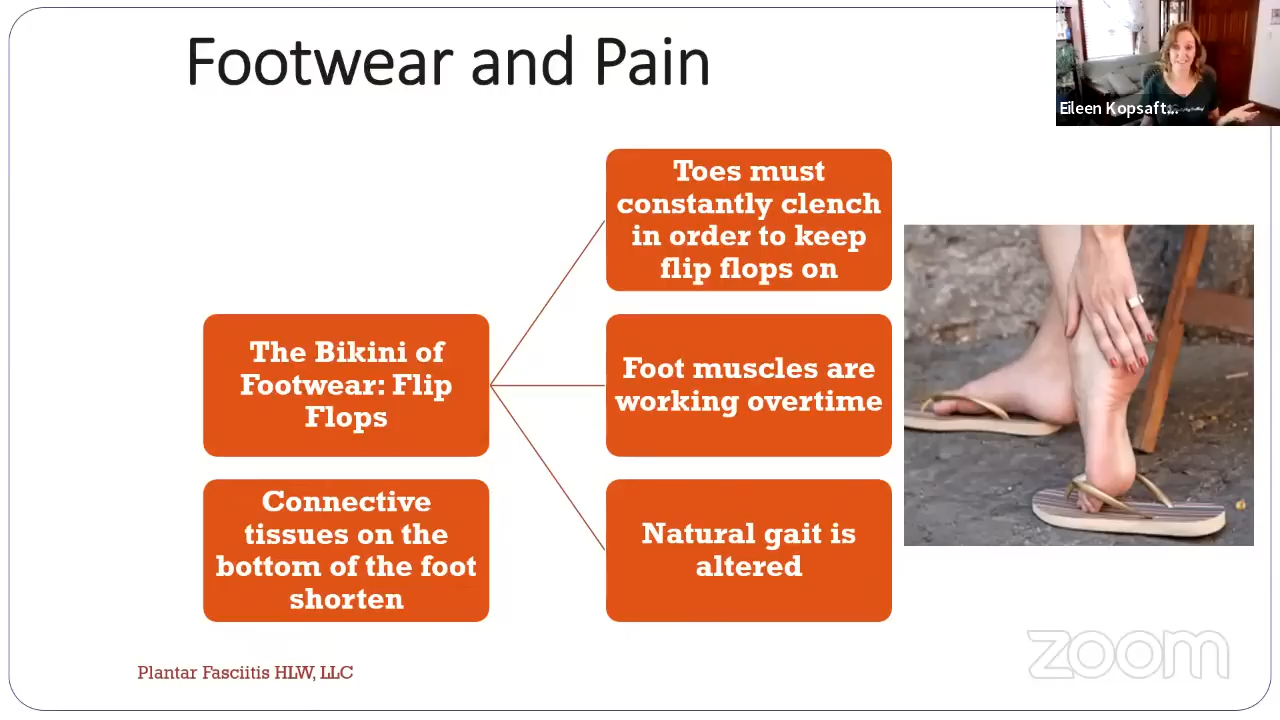 Footwear and Pain
Eileen Kopsaft...
Toes must
constantly clench
in order to keep
flip flops on
The Bikini of
Footwear: Flip
Flops
Foot muscles are
working overtime
Connective
tissues on the
bottom of the foot
shorten
Natural gait is
altered
Plantar Fasciitis HLW, LLC
zoom